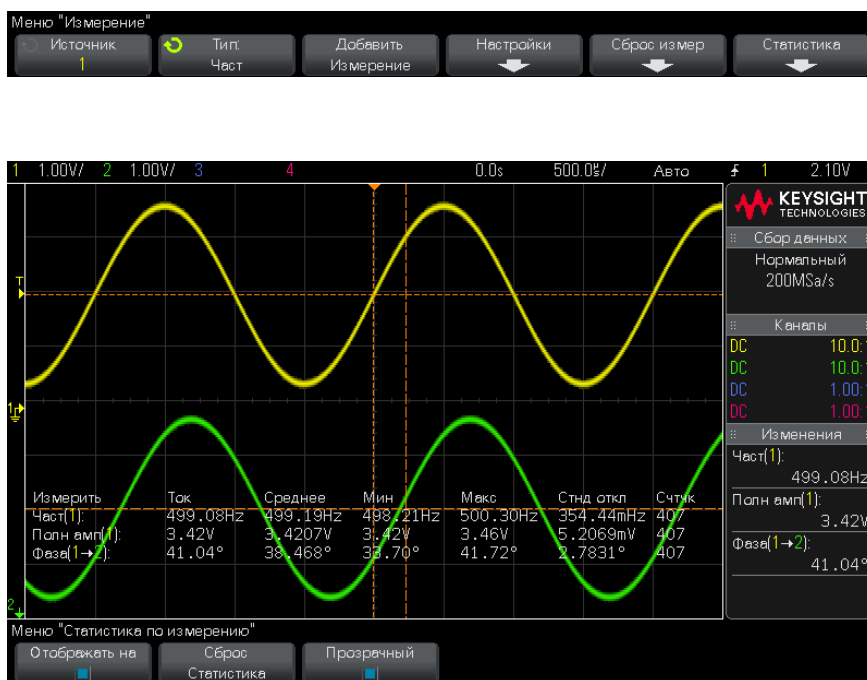 Меню "Измерение"
Источник Тип: Добавить Настройки Сброс измер Статистика
1 Част Измерение
1 1.00V/ 2 1.00V/ 3 4 0.0s 500.0㎲/ Авто 1 2.10V
KEYSIGHT
TECHNOLOGIES
Сбор данных
Нормальный
200MSa/s
T
Каналы
DC 10.0:1
DC 10.0:1
DC 1.00:1
DC 1.00:1
1
Изменения
Част(1):
499.08Hz
Полн амп(1):
3.42V
Фаза(1→2):
41.04°
Измерить Ток Среднее Мин Макс Стнд откл Счтчк
Част(1): 499.08Hz 499.19Hz 498.21Hz 500.30Hz 354.44mHz 407
Полн амп(1): 3.42V 3.4207V 3.42V 3.46V 5.2069mV 407
Фаза(1→2): 41.04° 38.468° 33.70° 41.72° 2.7831° 407
2
Меню "Статистика по измерению"
Отображать на Сброс Прозрачный
Статистика